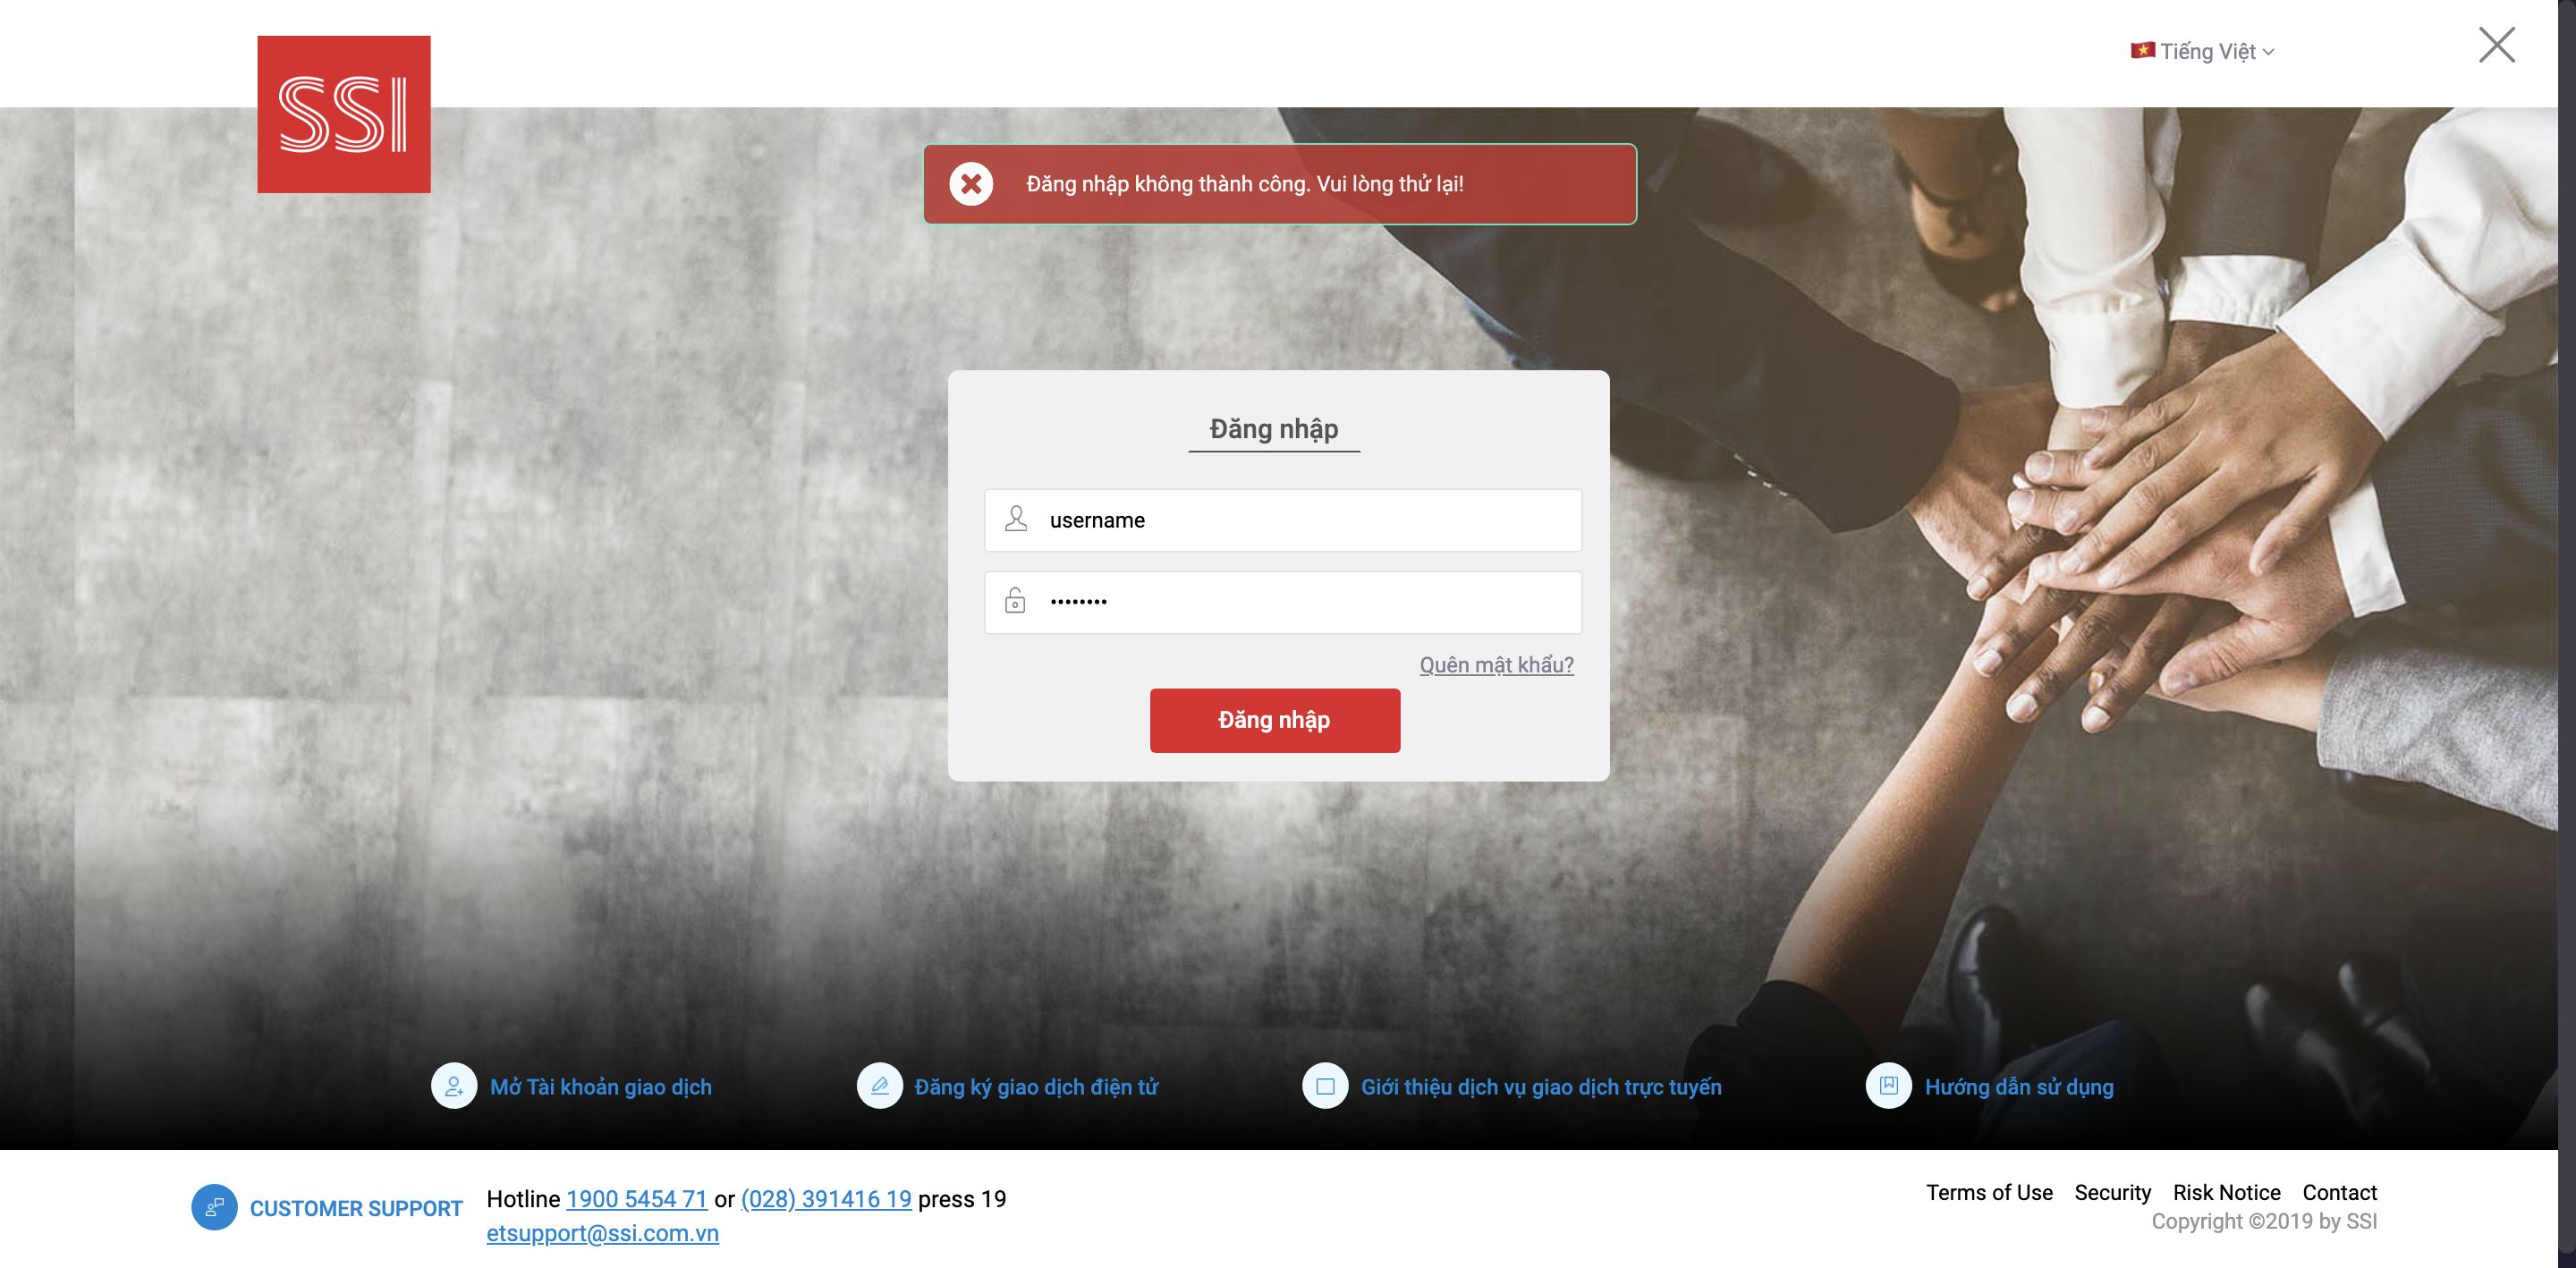 SSI
Tiếng Việt
Đăng nhập không thành công. Vui lòng thử lại!
Đăng nhập
username
••••••••
Quên mật khẩu?
Đăng nhập
Mở Tài khoản giao dịch
Đăng ký giao dịch điện tử
Giới thiệu dịch vụ giao dịch trực tuyến
Hướng dẫn sử dụng
CUSTOMER SUPPORT
Hotline 1900 5454 71 or (028) 391416 19 press 19
etsupport@ssi.com.vn
Terms of Use Security Risk Notice Contact
Copyright ©2019 by SSI